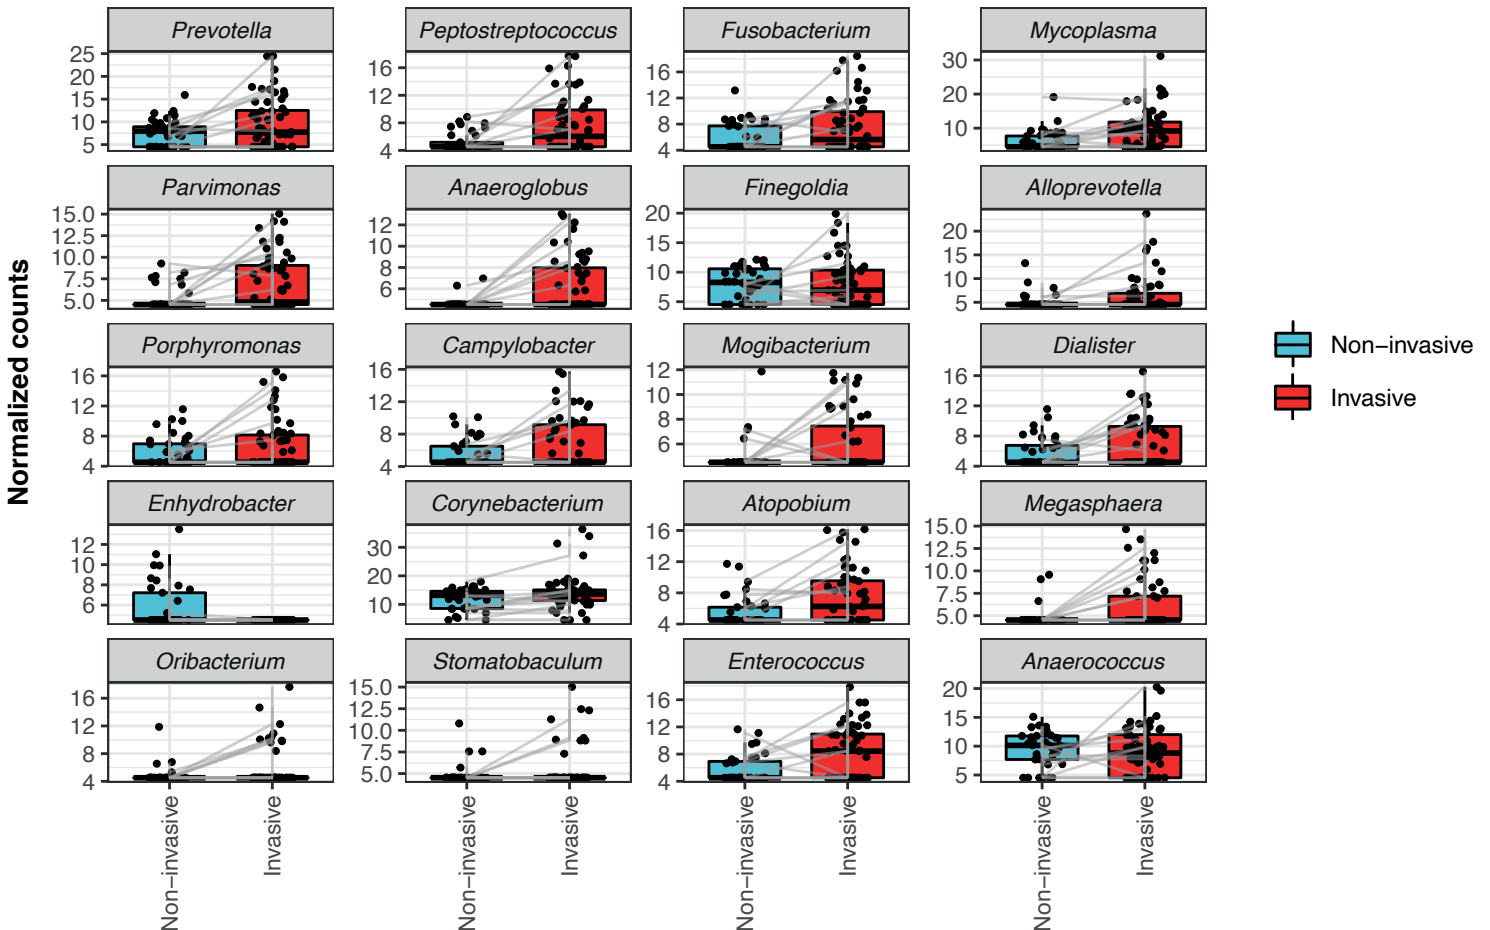 Prevotella Peptostreptococcus Fusobacterium Mycoplasma
25 20 15 10 5
16 12 8 4
16 12 8 4
30 20 10
Parvimonas Anaeroglobus Finegoldia Alloprevotella
15.0 12.5 10.0 7.5 5.0
12 10 8 6
20 15 10 5
20 15 10 5
Porphyromonas Campylobacter Mogibacterium Dialister
16 12 8 4
16 12 8 4
12 10 8 6
16 12 8 4
Enhydrobacter Corynebacterium Atopobium Megasphaera
12 10 8 6
30 20 10
16 12 8 4
15.0 12.5 10.0 7.5 5.0
Oribacterium Stomatobaculum Enterococcus Anaerococcus
16 12 8 4
15.0 12.5 10.0 7.5 5.0
16 12 8 4
20 15 10 5
Non−invasive Invasive Non−invasive Invasive Non−invasive Invasive Non−invasive Invasive
Normalized counts
Non−invasive
Invasive